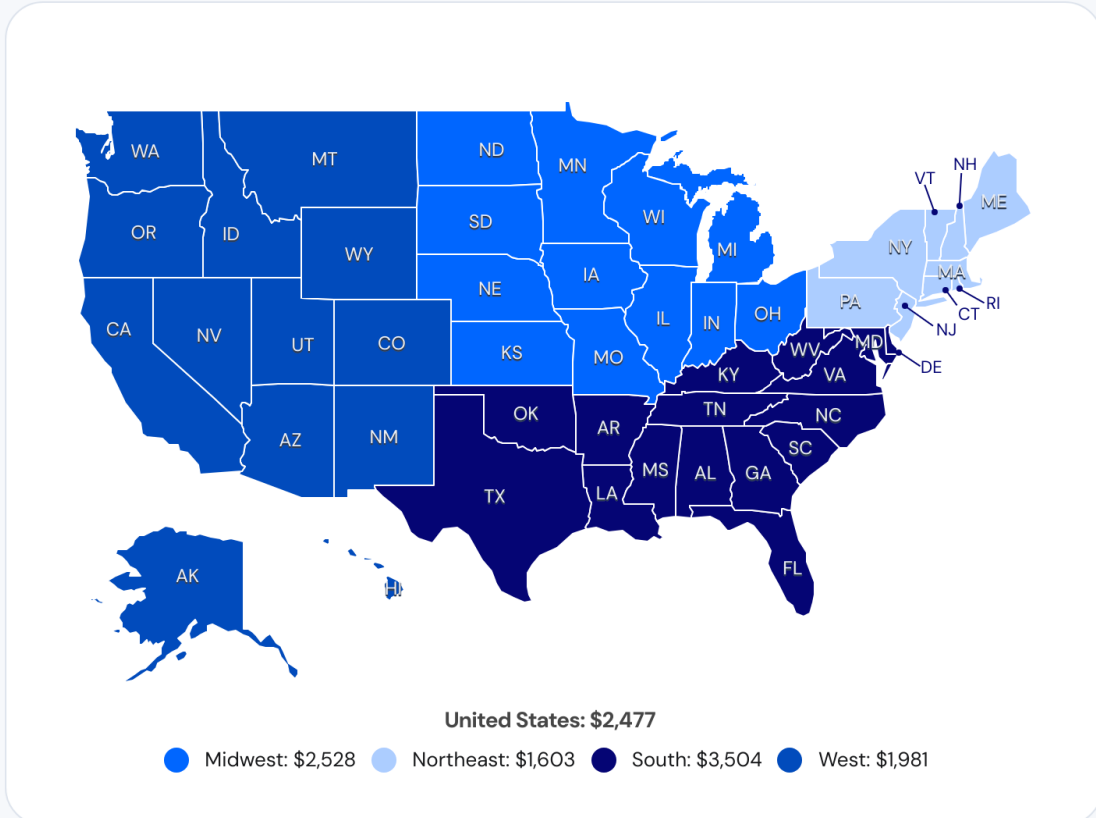 NH
VT
WA
MT
ND
MN
ME
OR
ID
SD
WI
MI
NY
WY
IA
MA
NE
PA
RI
CT
CA
NV
UT
CO
KS
MO
IL
IN
OH
NJ
WV
MD
VA
DE
KY
AZ
NM
OK
AR
TN
NC
SC
TX
LA
MS
AL
GA
FL
AK
HI
United States: $2,477
Midwest: $2,528 Northeast: $1,603 South: $3,504 West: $1,981